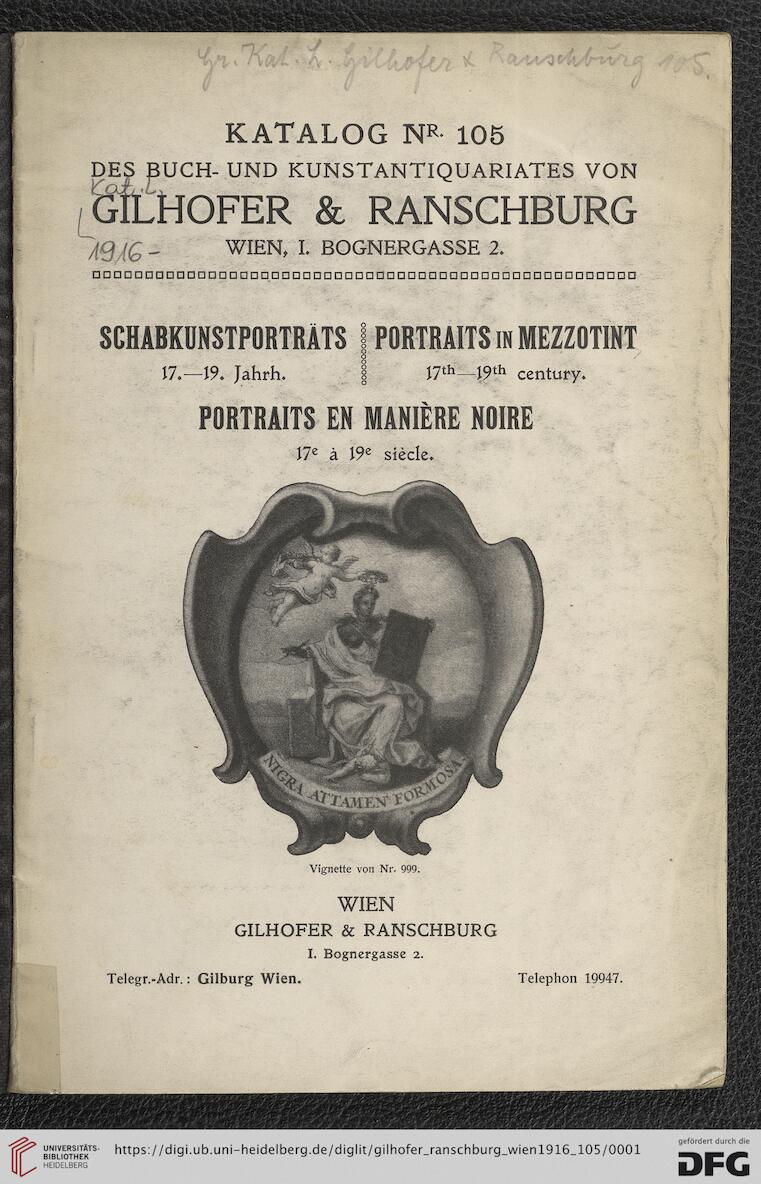 Gr. Kat. L. Gilhofer & Ranschburg 105.
KATALOG NR. 105
DES BUCH- UND KUNSTANTIQUARIATES VON
Kat. L.
GILHOFER & RANSCHBURG
1916 –
WIEN, I. BOGNERGASSE 2.
SCHABKUNSTPORTRÄTS
17.—19. Jahrh.
PORTRAITS IN MEZZOTINT
17th—19th century.
PORTRAITS EN MANIÈRE NOIRE
17e à 19e siècle.
NIGRA ATTAMEN FORMOSA
Vignette von Nr. 999.
WIEN
GILHOFER & RANSCHBURG
I. Bognergasse 2.
Telegr.-Adr.: Gilburg Wien. Telephon 19947.
UNIVERSITÄTS-
BIBLIOTHEK
HEIDELBERG
https://digi.ub.uni-heidelberg.de/diglit/gilhofer_ranschburg_wien1916_105/0001
gefördert durch die
DFG